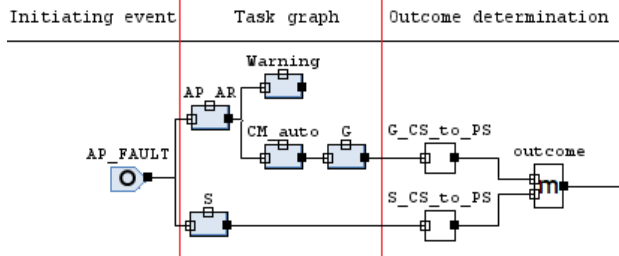 Initiating event
Task graph
Outcome determination
Warning
AP_AR
CM_auto
G
G_CS_to_PS
AP_FAULT
outcome
m
S
S_CS_to_PS